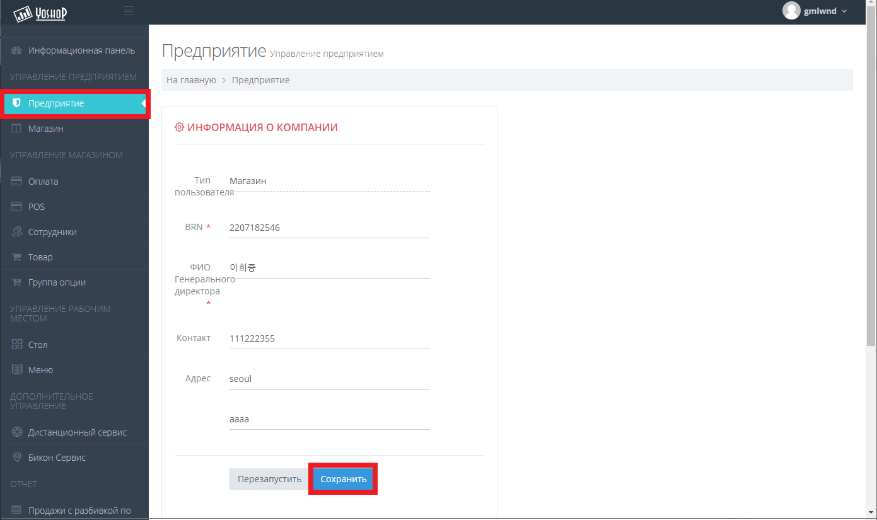 YOSHOP
gmlwnd
Информационная панель
УПРАВЛЕНИЕ ПРЕДПРИЯТИЕМ
Предприятие
Магазин
УПРАВЛЕНИЕ МАГАЗИНОМ
Оплата
POS
Сотрудники
Товар
Группа опции
УПРАВЛЕНИЕ РАБОЧИМ
МЕСТОМ
Стол
Меню
ДОПОЛНИТЕЛЬНОЕ
УПРАВЛЕНИЕ
Дистанционный сервис
Бикон Сервис
ОТЧЕТ
Продажи с разбивкой по
Предприятие Управление предприятием
На главную > Предприятие
ИНФОРМАЦИЯ О КОМПАНИИ
Тип
пользователя
Магазин
BRN *
2207182546
ФИО
Генерального
директора
*
이희중
Контакт
111222355
Адрес
seoul
aaaa
Перезапустить
Сохранить